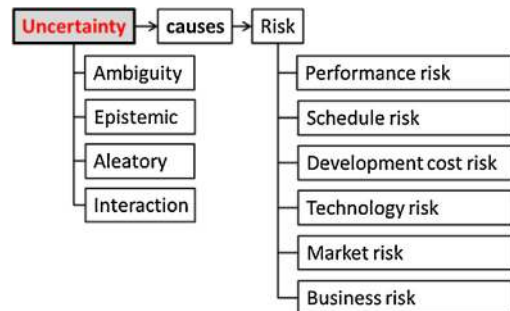 Uncertainty causes Risk
Ambiguity
Epistemic
Aleatory
Interaction
Performance risk
Schedule risk
Development cost risk
Technology risk
Market risk
Business risk